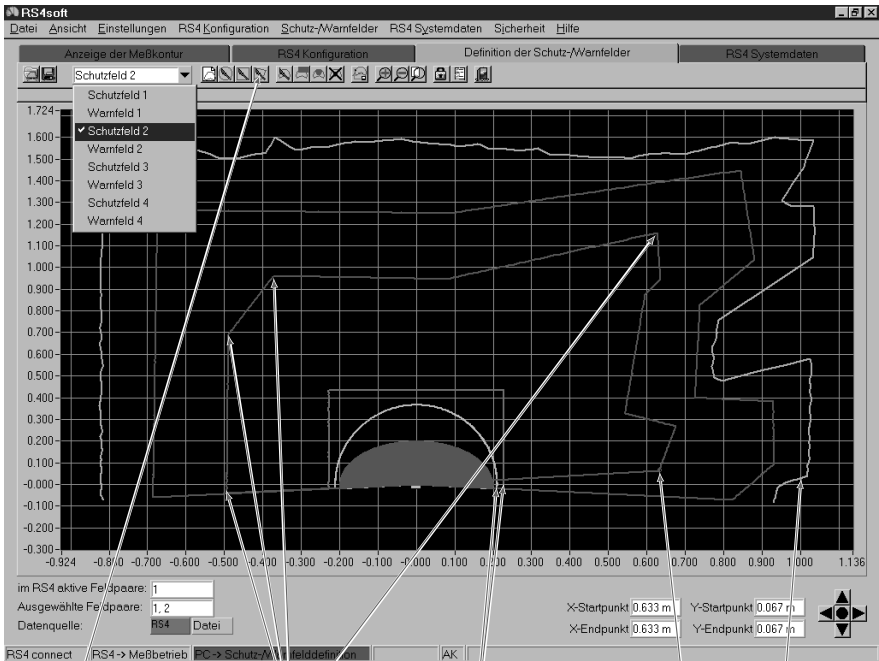 RS4soft
Datei Ansicht Einstellungen RS4 Konfiguration Schutz-/Warnfelder RS4 Systemdaten Sicherheit Hilfe
Anzeige der Meßkontur RS4 Konfiguration Definition der Schutz-/Warnfelder RS4 Systemdaten
Schutzfeld 2
Schutzfeld 1
Warnfeld 1
Schutzfeld 2
Warnfeld 2
Schutzfeld 3
Warnfeld 3
Schutzfeld 4
Warnfeld 4
1.724
1.600
1.500
1.400
1.300
1.200
1.100
1.000
0.900
0.800
0.700
0.600
0.500
0.400
0.300
0.200
0.100
-0.000
-0.100
-0.200
-0.300
-0.924 -0.800 -0.700 -0.600 -0.500 -0.400 -0.300 -0.200 -0.100 -0.000 0.100 0.200 0.300 0.400 0.500 0.600 0.700 0.800 0.900 1.000 1.136
im RS4 aktive Feldpaare: 1
Ausgewählte Feldpaare: 1, 2
Datenquelle: RS4 Datei
X-Startpunkt 0.633 m Y-Startpunkt 0.067 m
X-Endpunkt 0.633 m Y-Endpunkt 0.067 m
RS4 connect RS4 -> Meßbetrieb PC -> Schutz-/Warnfelddefinition AK